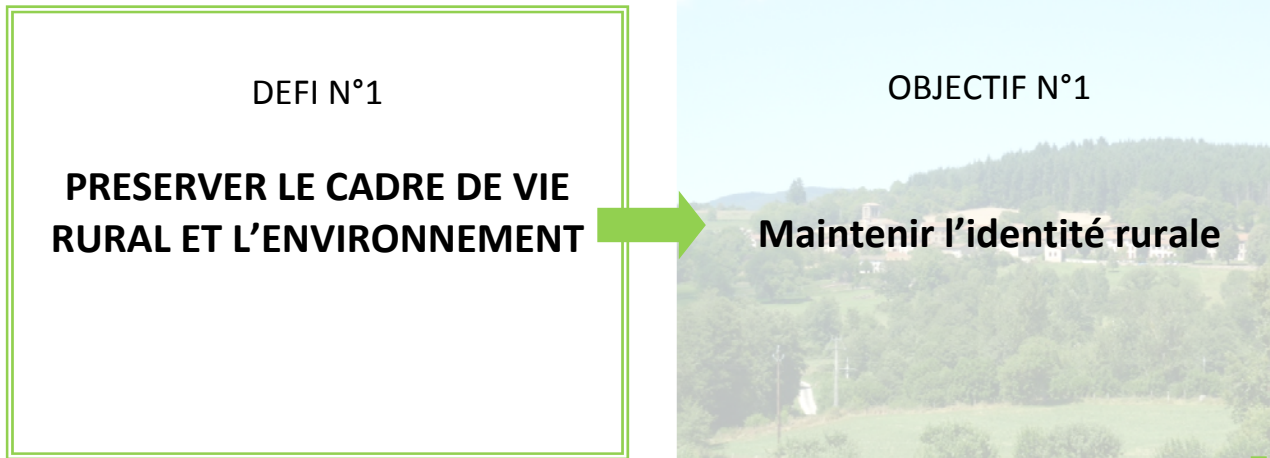 DEFI N°1
PRESERVER LE CADRE DE VIE
RURAL ET L’ENVIRONNEMENT
OBJECTIF N°1
Maintenir l’identité rurale